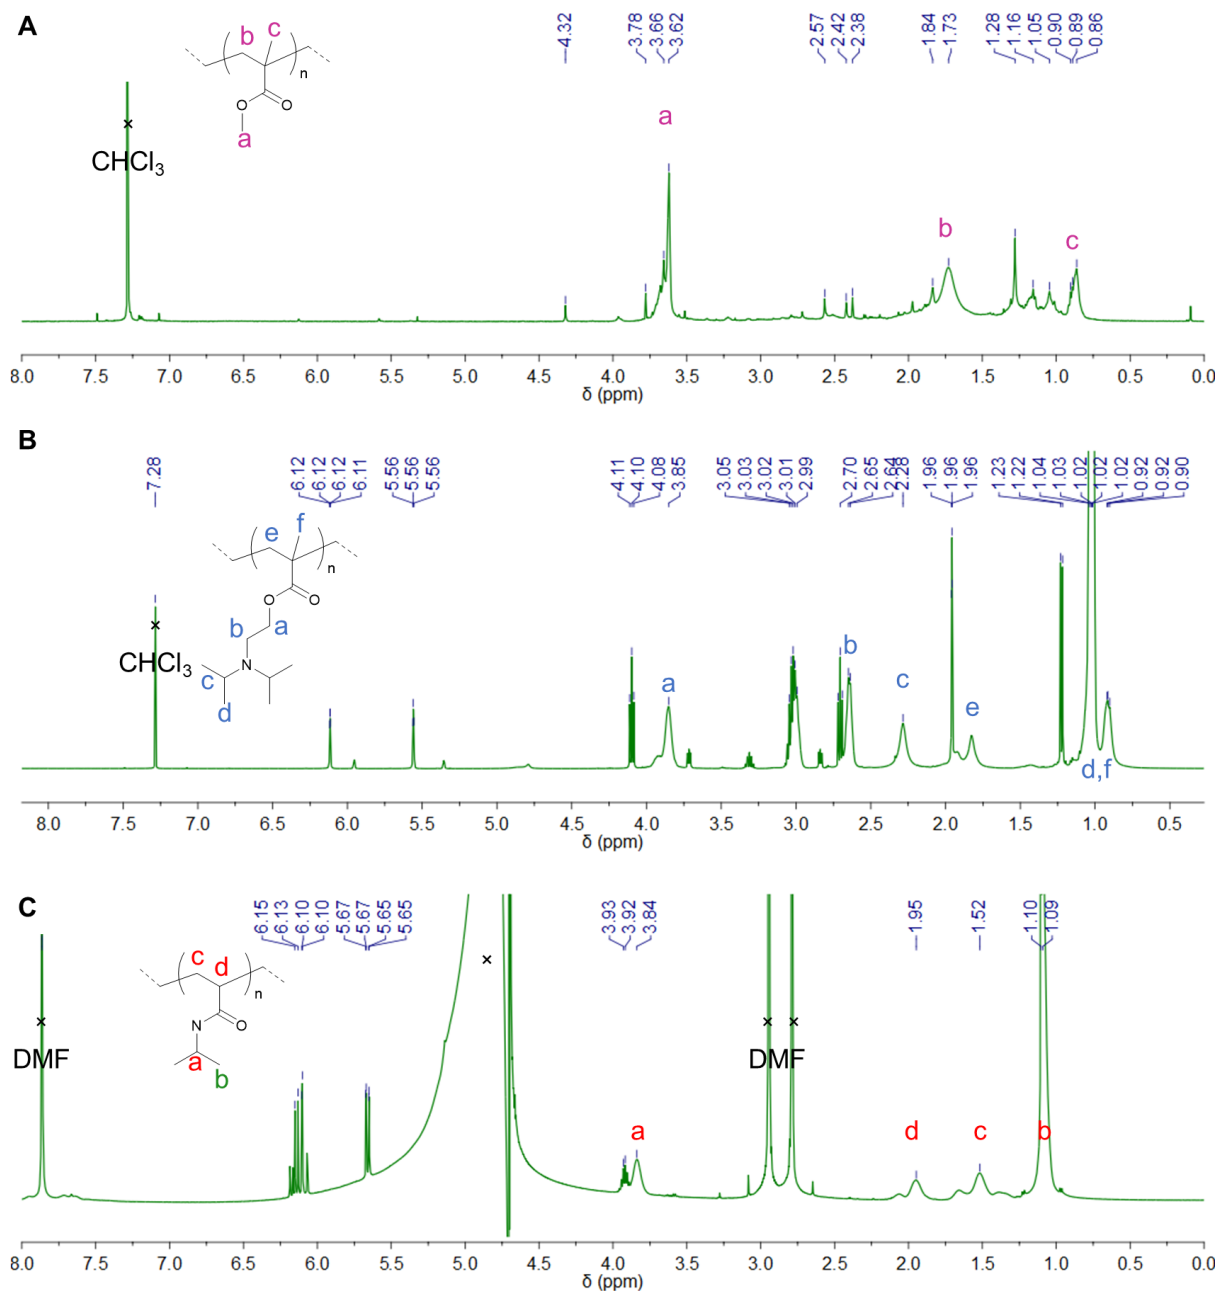 A
4.32
3.78
3.66
3.62
2.57
2.42
2.38
1.84
1.73
1.28
1.16
1.05
0.90
0.89
0.86
b
c
n
O
O
a
CHCl3
a
b
c
8.0 7.5 7.0 6.5 6.0 5.5 5.0 4.5 4.0 3.5 3.0 2.5 2.0 1.5 1.0 0.5 0.0
δ (ppm)
B
7.28
6.12
6.12
6.12
6.11
5.56
5.56
5.56
4.11
4.10
4.08
3.85
3.05
3.03
3.02
3.01
2.99
2.70
2.65
2.64
2.28
1.96
1.96
1.96
1.23
1.22
1.04
1.03
1.02
1.02
1.02
0.92
0.92
0.90
e
f
n
O
O
b
a
N
c
d
CHCl3
a
b
c
e
d,f
8.0 7.5 7.0 6.5 6.0 5.5 5.0 4.5 4.0 3.5 3.0 2.5 2.0 1.5 1.0 0.5
δ (ppm)
C
6.15
6.13
6.10
6.10
5.67
5.67
5.65
5.65
3.93
3.92
3.84
1.95
1.52
1.10
1.09
c
d
n
N
O
a
b
DMF
DMF
a
d
c
b
8.0 7.5 7.0 6.5 6.0 5.5 5.0 4.5 4.0 3.5 3.0 2.5 2.0 1.5 1.0 0.5 0.0
δ (ppm)